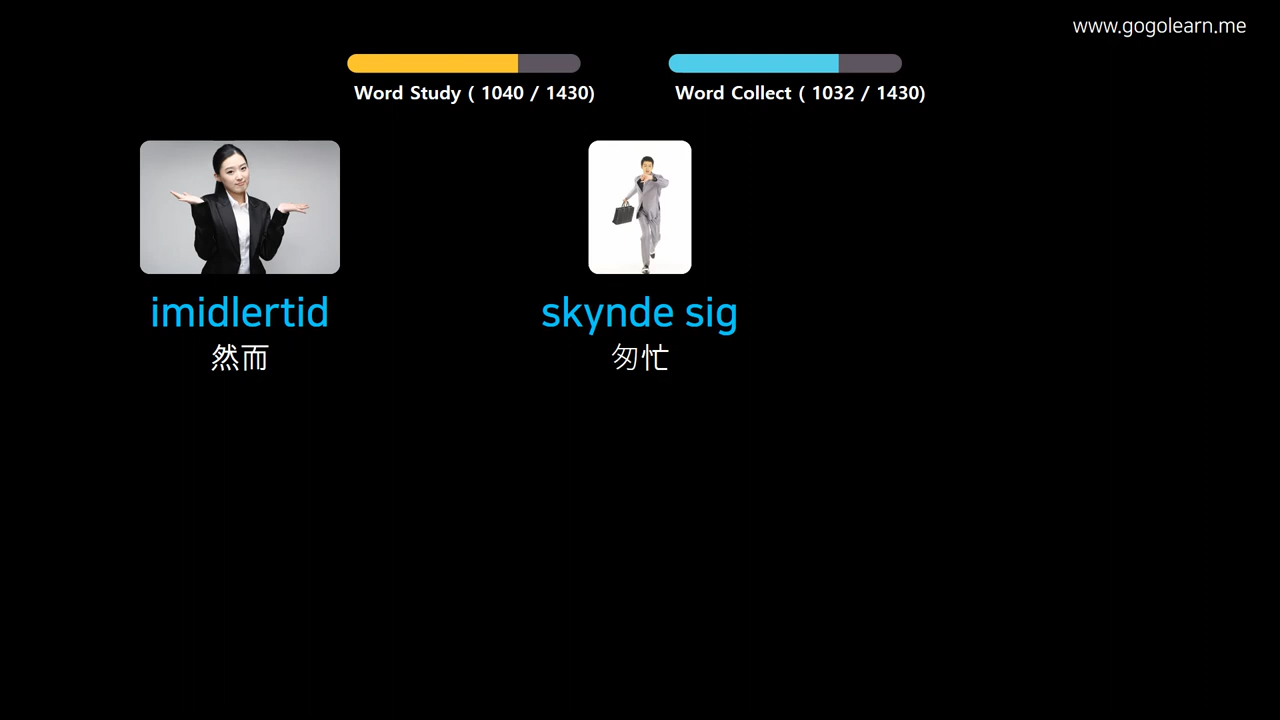 www.gogolearn.me
Word Study ( 1040 / 1430)
Word Collect ( 1032 / 1430)
imidlertid
然而
skynde sig
匆忙